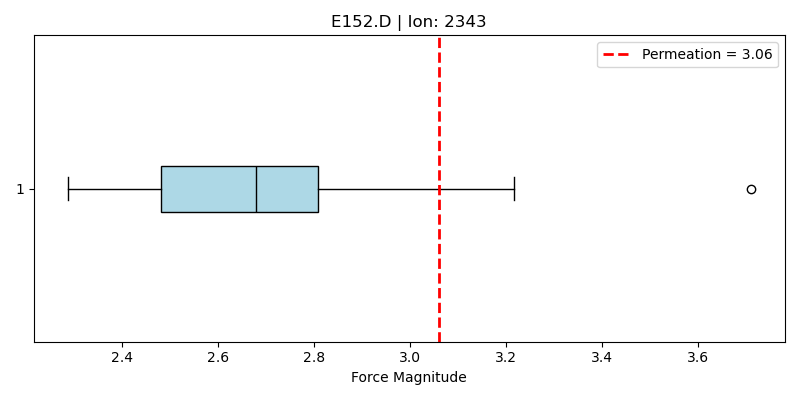 E152.D | Ion: 2343
Permeation = 3.06
1
2.4 2.6 2.8 3.0 3.2 3.4 3.6
Force Magnitude